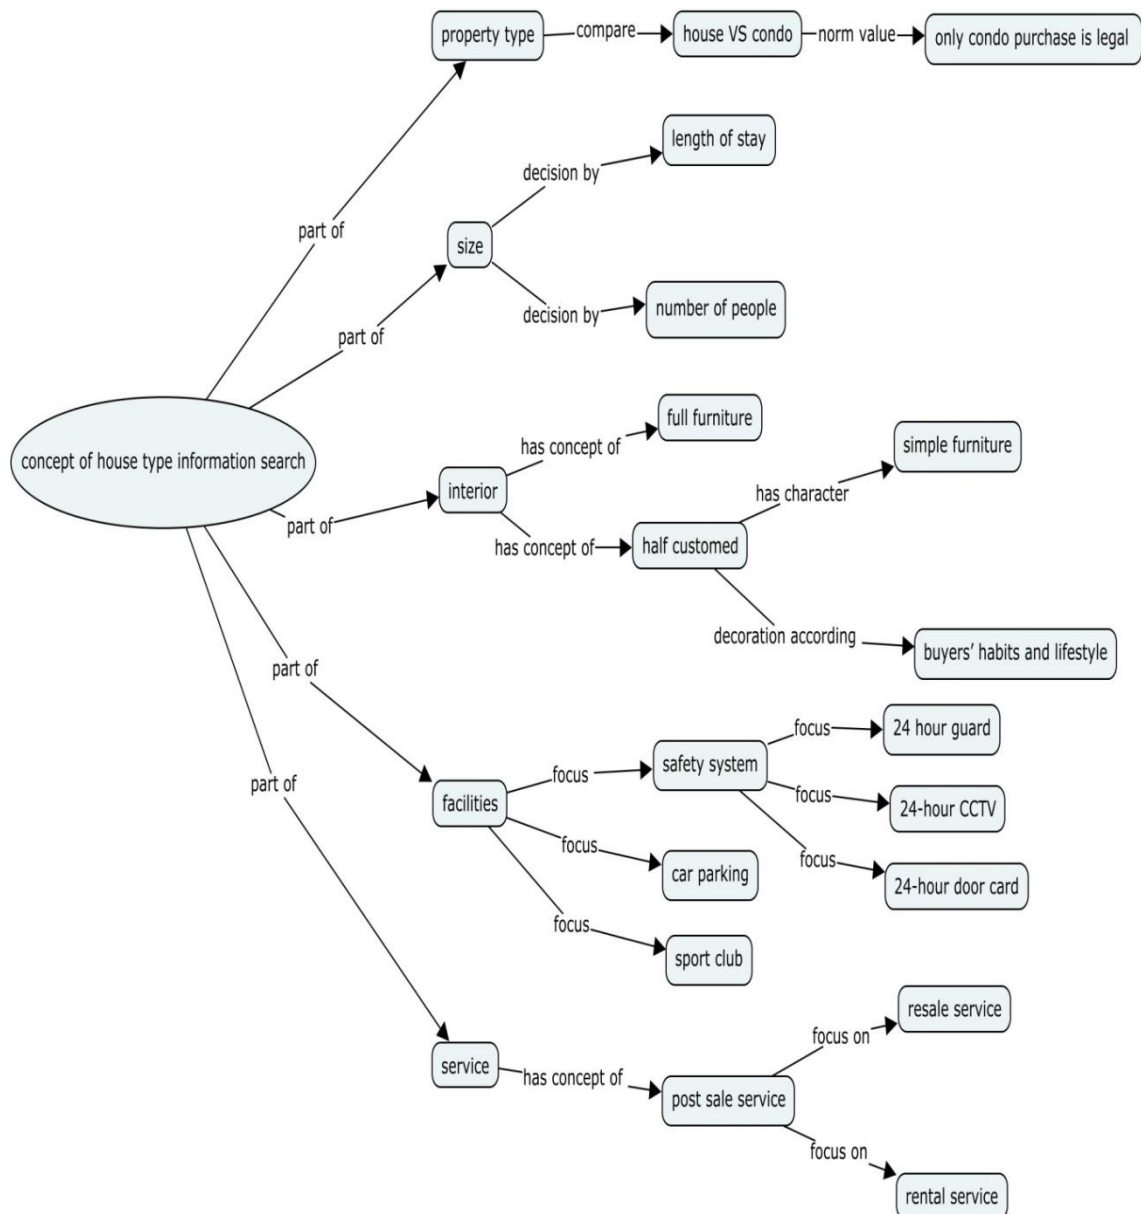 property type
compare
house VS condo
norm value
only condo purchase is legal
length of stay
decision by
part of
size
decision by
number of people
part of
full furniture
simple furniture
has concept of
concept of house type information search
interior
has character
part of
has concept of
half customed
decoration according
buyers' habits and lifestyle
part of
24 hour guard
focus
safety system
focus
part of
focus
24-hour CCTV
facilities
focus
focus
car parking
24-hour door card
focus
sport club
resale service
focus on
service
has concept of
post sale service
focus on
rental service